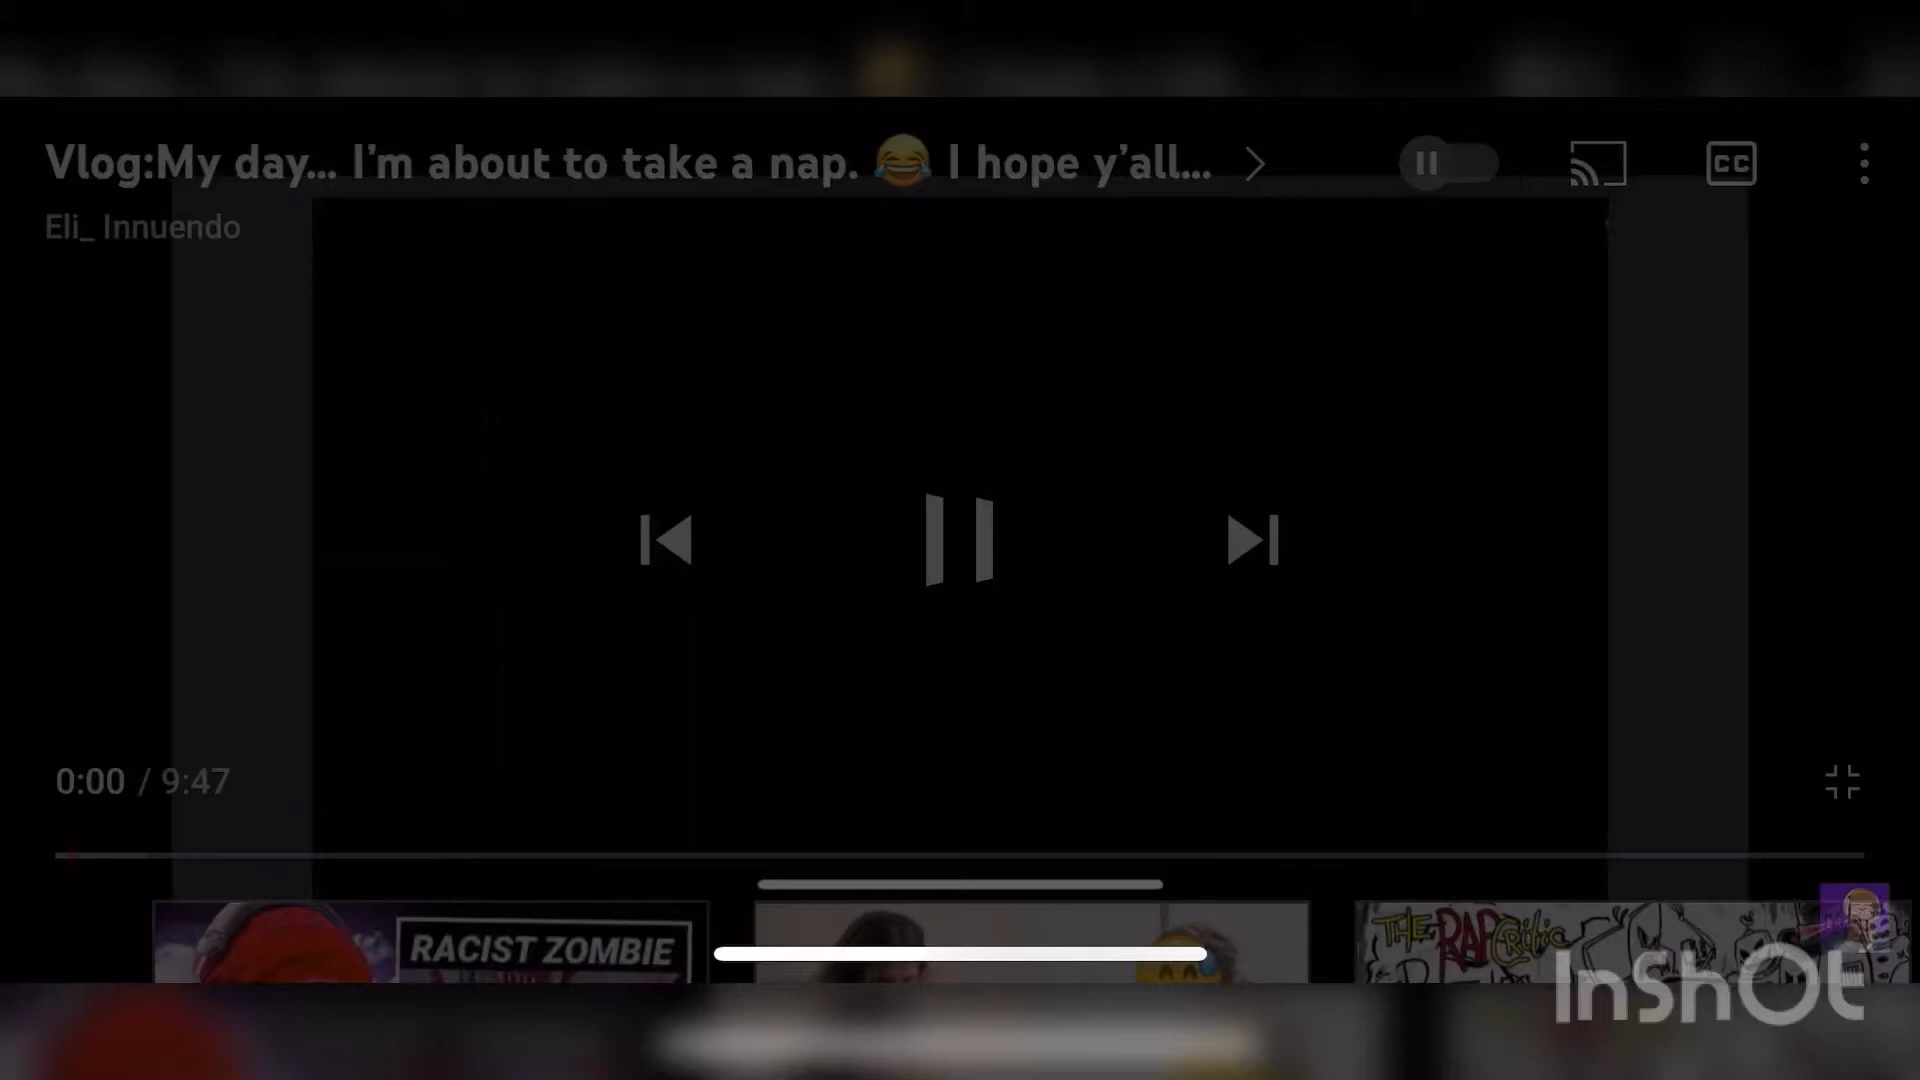 Vlog:My day... I’m about to take a nap. 😂 I hope y’all...
Eli_ Innuendo
CC
0:00 / 9:47
RACIST ZOMBIE
THE RAP Critic
InShOt